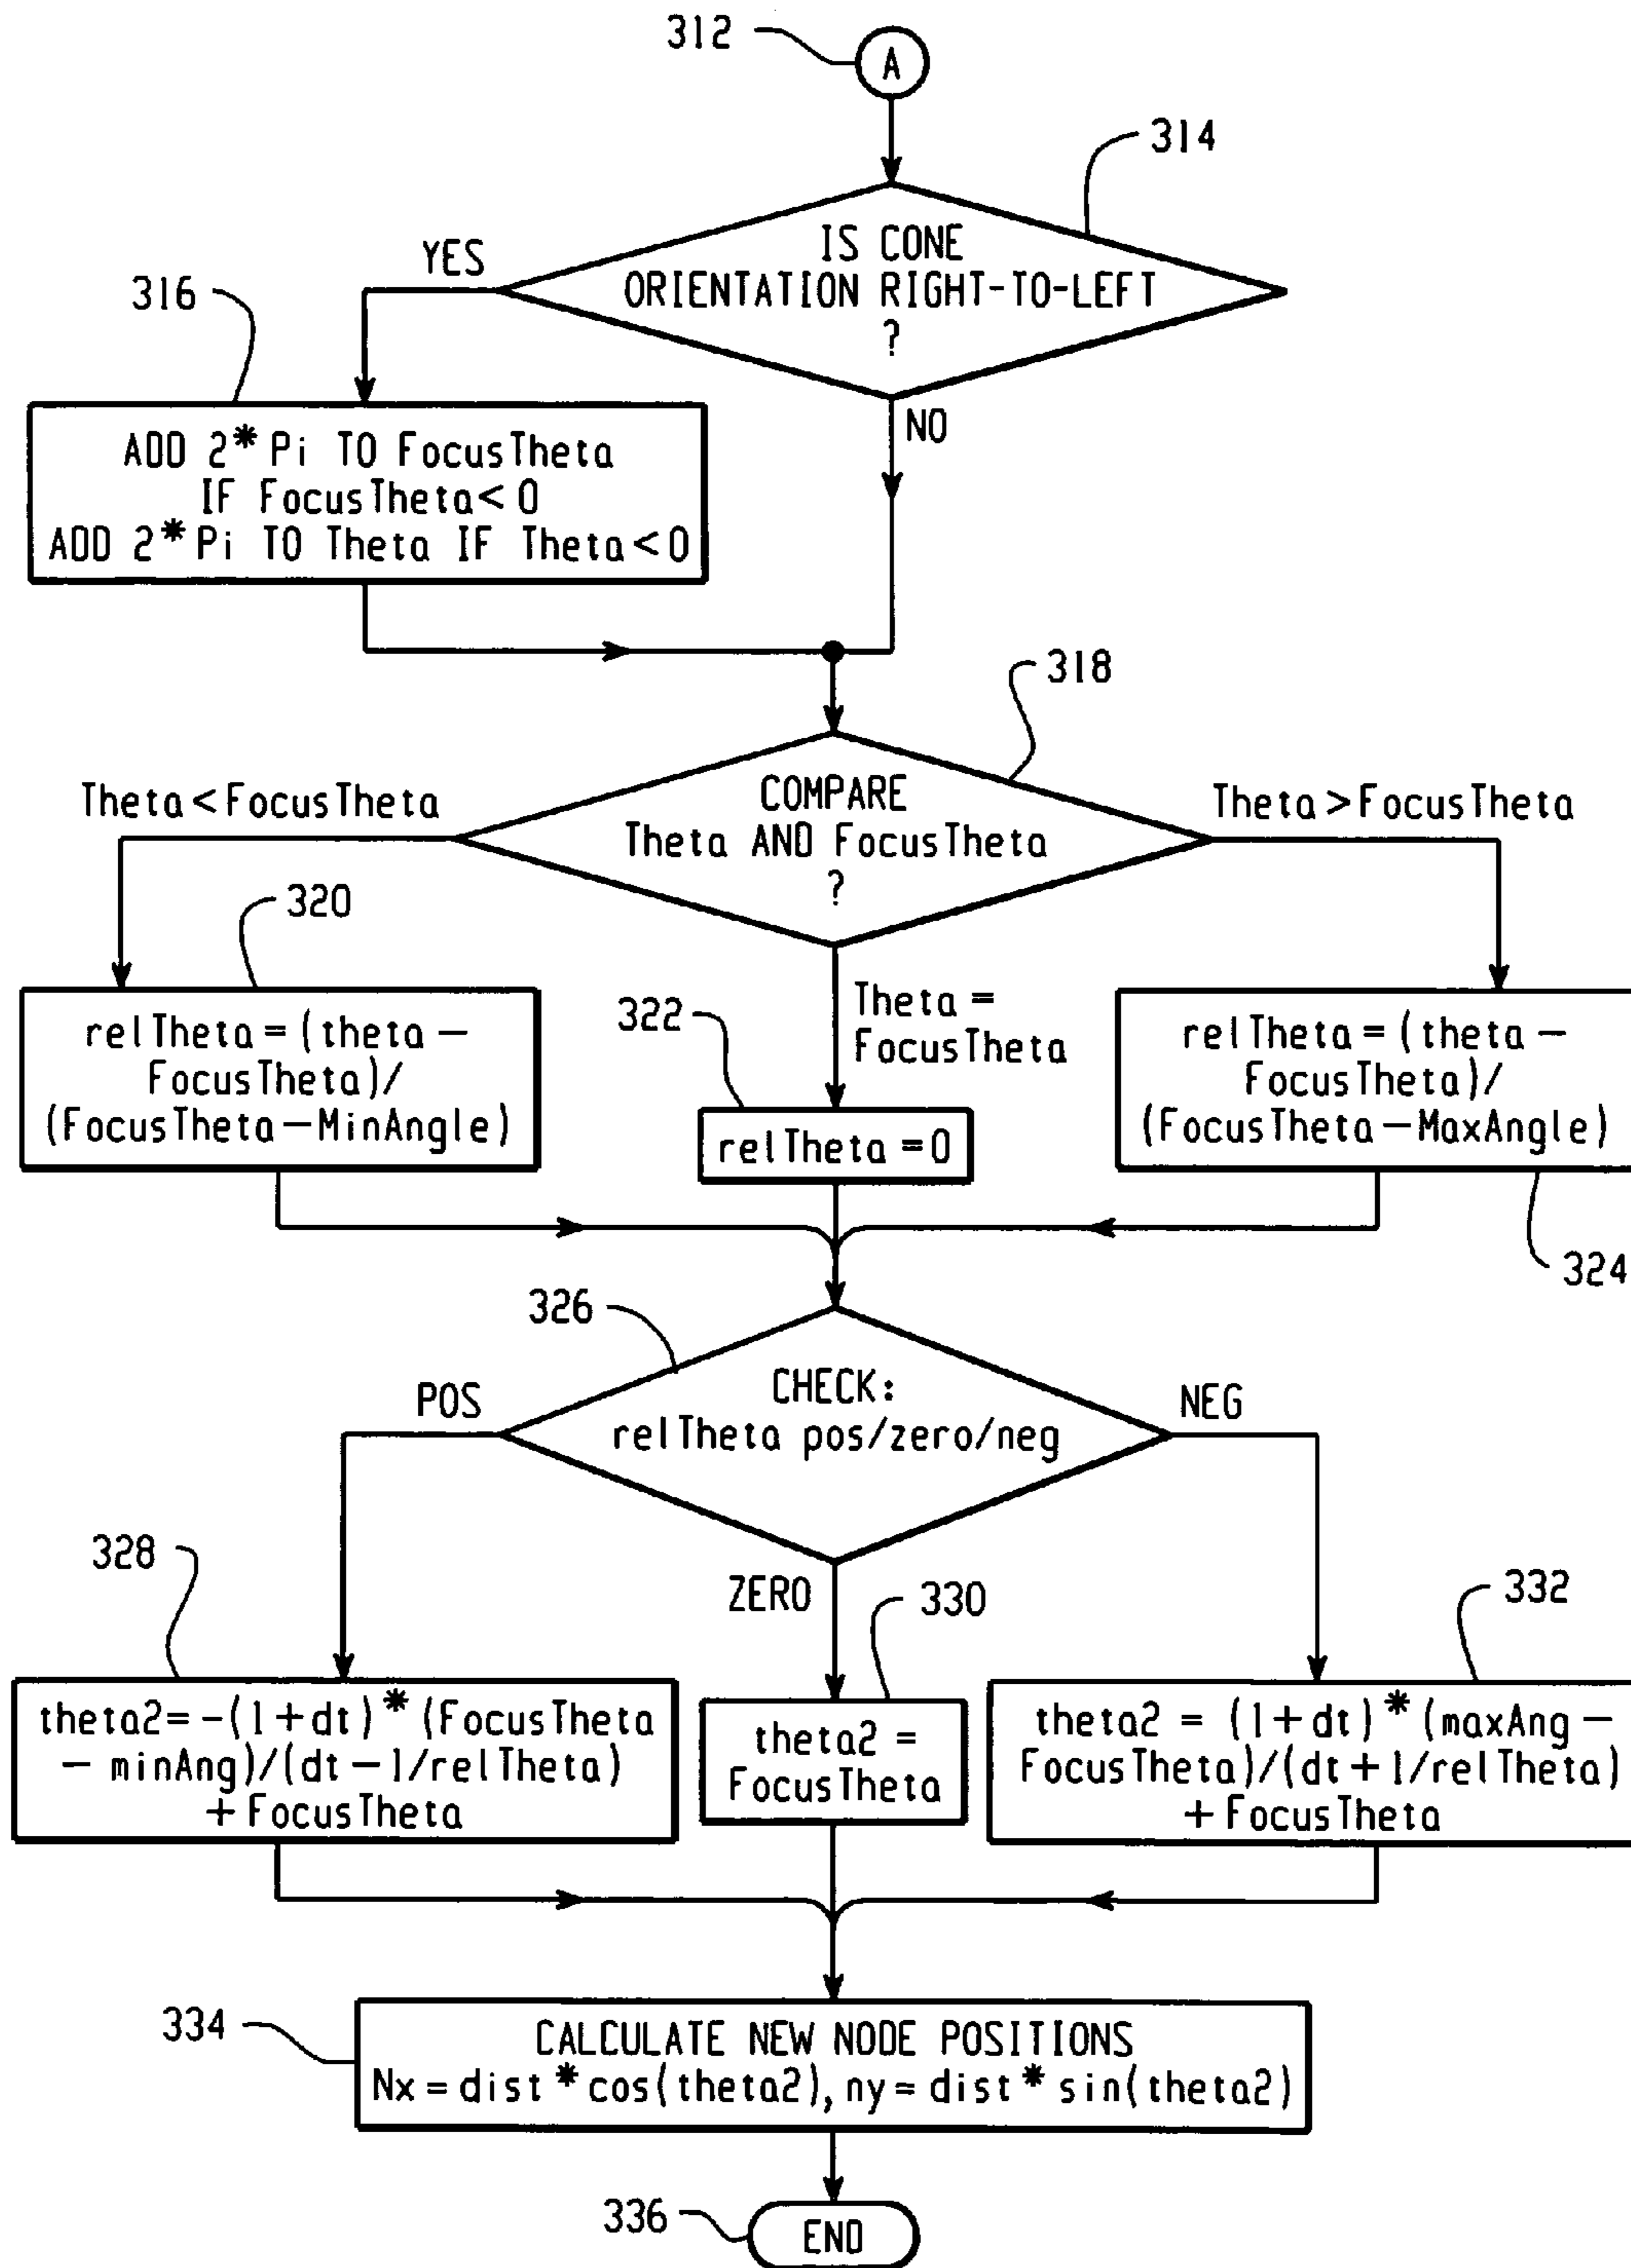 312
A
314
IS CONE
ORIENTATION RIGHT-TO-LEFT
?
YES
NO
316
ADD 2* Pi TO FocusTheta
IF FocusTheta<0
ADD 2* Pi TO Theta IF Theta<0
318
COMPARE
Theta AND FocusTheta
?
Theta<FocusTheta
Theta>FocusTheta
320
relTheta=(theta—
FocusTheta)/
(FocusTheta—MinAngle)
322
Theta=
FocusTheta
relTheta=0
relTheta=(theta—
FocusTheta)/
(FocusTheta—MaxAngle)
324
326
CHECK:
relTheta pos/zero/neg
POS
NEG
ZERO
328
330
332
theta2=-(1+dt)*(FocusTheta
— minAng)/(dt-1/relTheta)
+FocusTheta
theta2=
FocusTheta
theta2 = (1+dt)*(maxAng—
FocusTheta)/(dt+1/relTheta)
+FocusTheta
334
CALCULATE NEW NODE POSITIONS
Nx=dist*cos(theta2), ny=dist*sin(theta2)
336
END